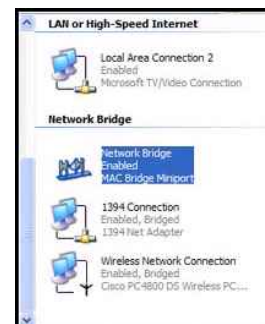 LAN or High-Speed Internet
Local Area Connection 2
Enabled
Microsoft TV/Video Connection
Network Bridge
Network Bridge
Enabled
MAC Bridge Miniport
1394 Connection
Enabled, Bridged
1394 Net Adapter
Wireless Network Connection
Enabled, Bridged
Cisco PC4800 DS Wireless PC...